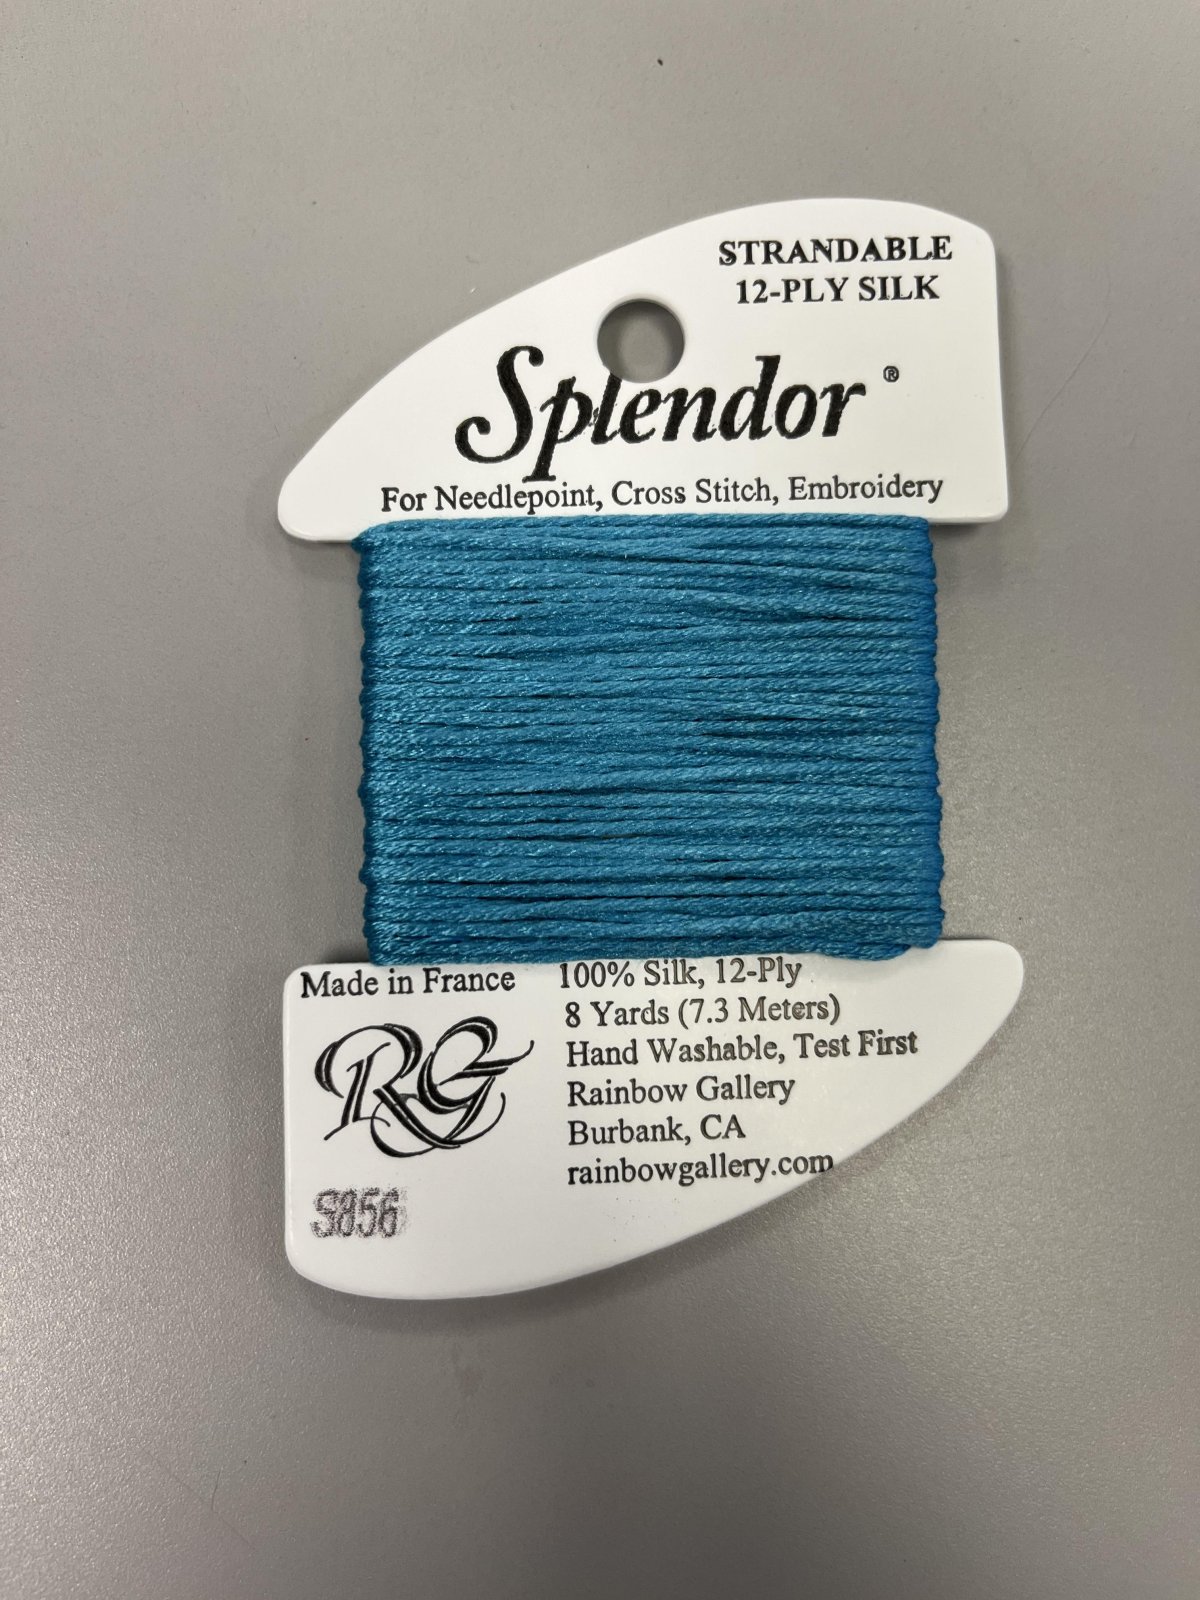 STRANDABLE
12-PLY SILK
Splendor®
For Needlepoint, Cross Stitch, Embroidery
Made in France
RG
S856
100% Silk, 12-Ply
8 Yards (7.3 Meters)
Hand Washable, Test First
Rainbow Gallery
Burbank, CA
rainbowgallery.com